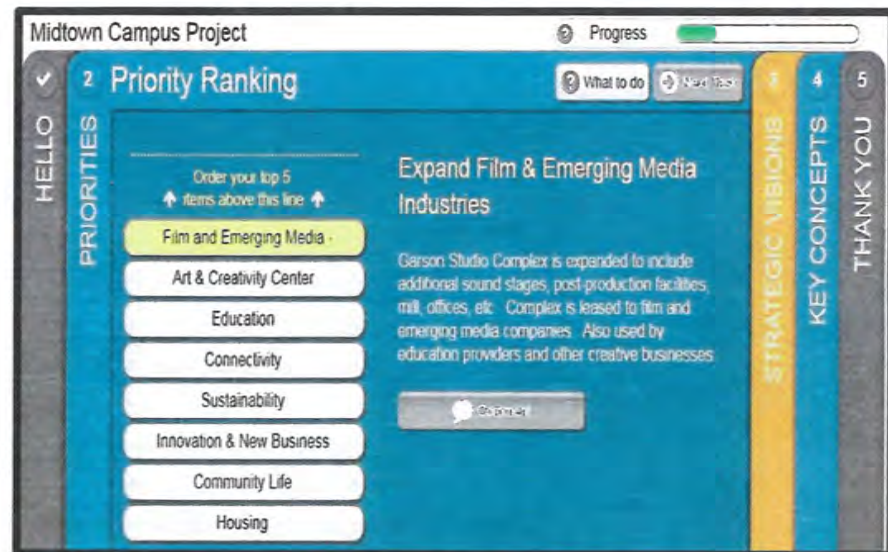 Midtown Campus Project
Progress
HELLO
2
PRIORITIES
Priority Ranking
What to do
Next Task
Order your top 5
items above this line
Film and Emerging Media -
Art & Creativity Center
Education
Connectivity
Sustainability
Innovation & New Business
Community Life
Housing
Expand Film & Emerging Media
Industries
Garson Studio Complex is expanded to include
additional sound stages, post-production facilities,
mill, offices, etc. Complex is leased to film and
emerging media companies. Also used by
education providers and other creative businesses.
3
STRATEGIC VISIONS
4
KEY CONCEPTS
5
THANK YOU